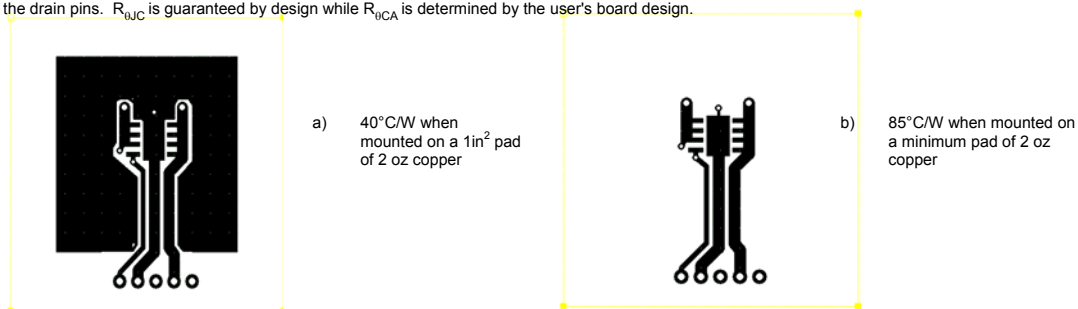 the drain pins. RθJC is guaranteed by design while RθCA is determined by the user's board design.
a) 40°C/W when
mounted on a 1in² pad
of 2 oz copper
b) 85°C/W when mounted on
a minimum pad of 2 oz
copper